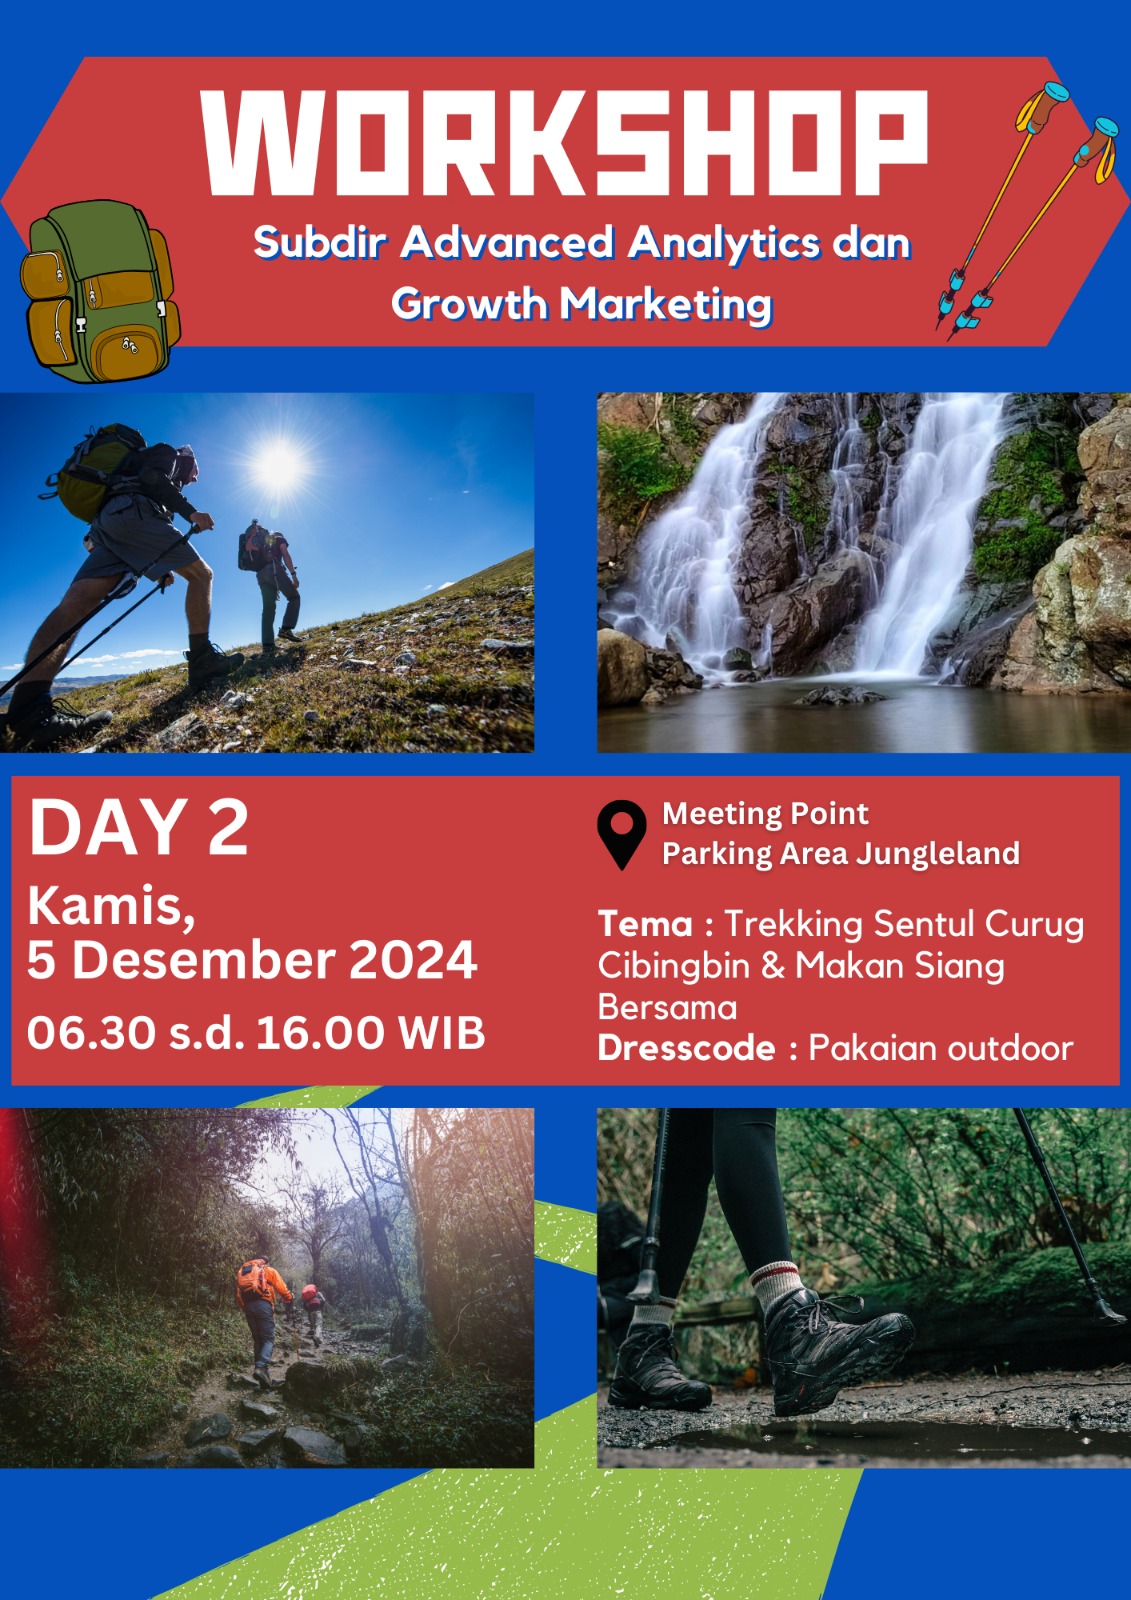 WORKSHOP
Subdir Advanced Analytics dan
Growth Marketing
DAY 2
Kamis,
5 Desember 2024
06.30 s.d. 16.00 WIB
Meeting Point
Parking Area Jungleland
Tema : Trekking Sentul Curug
Cibingbin & Makan Siang
Bersama
Dresscode : Pakaian outdoor